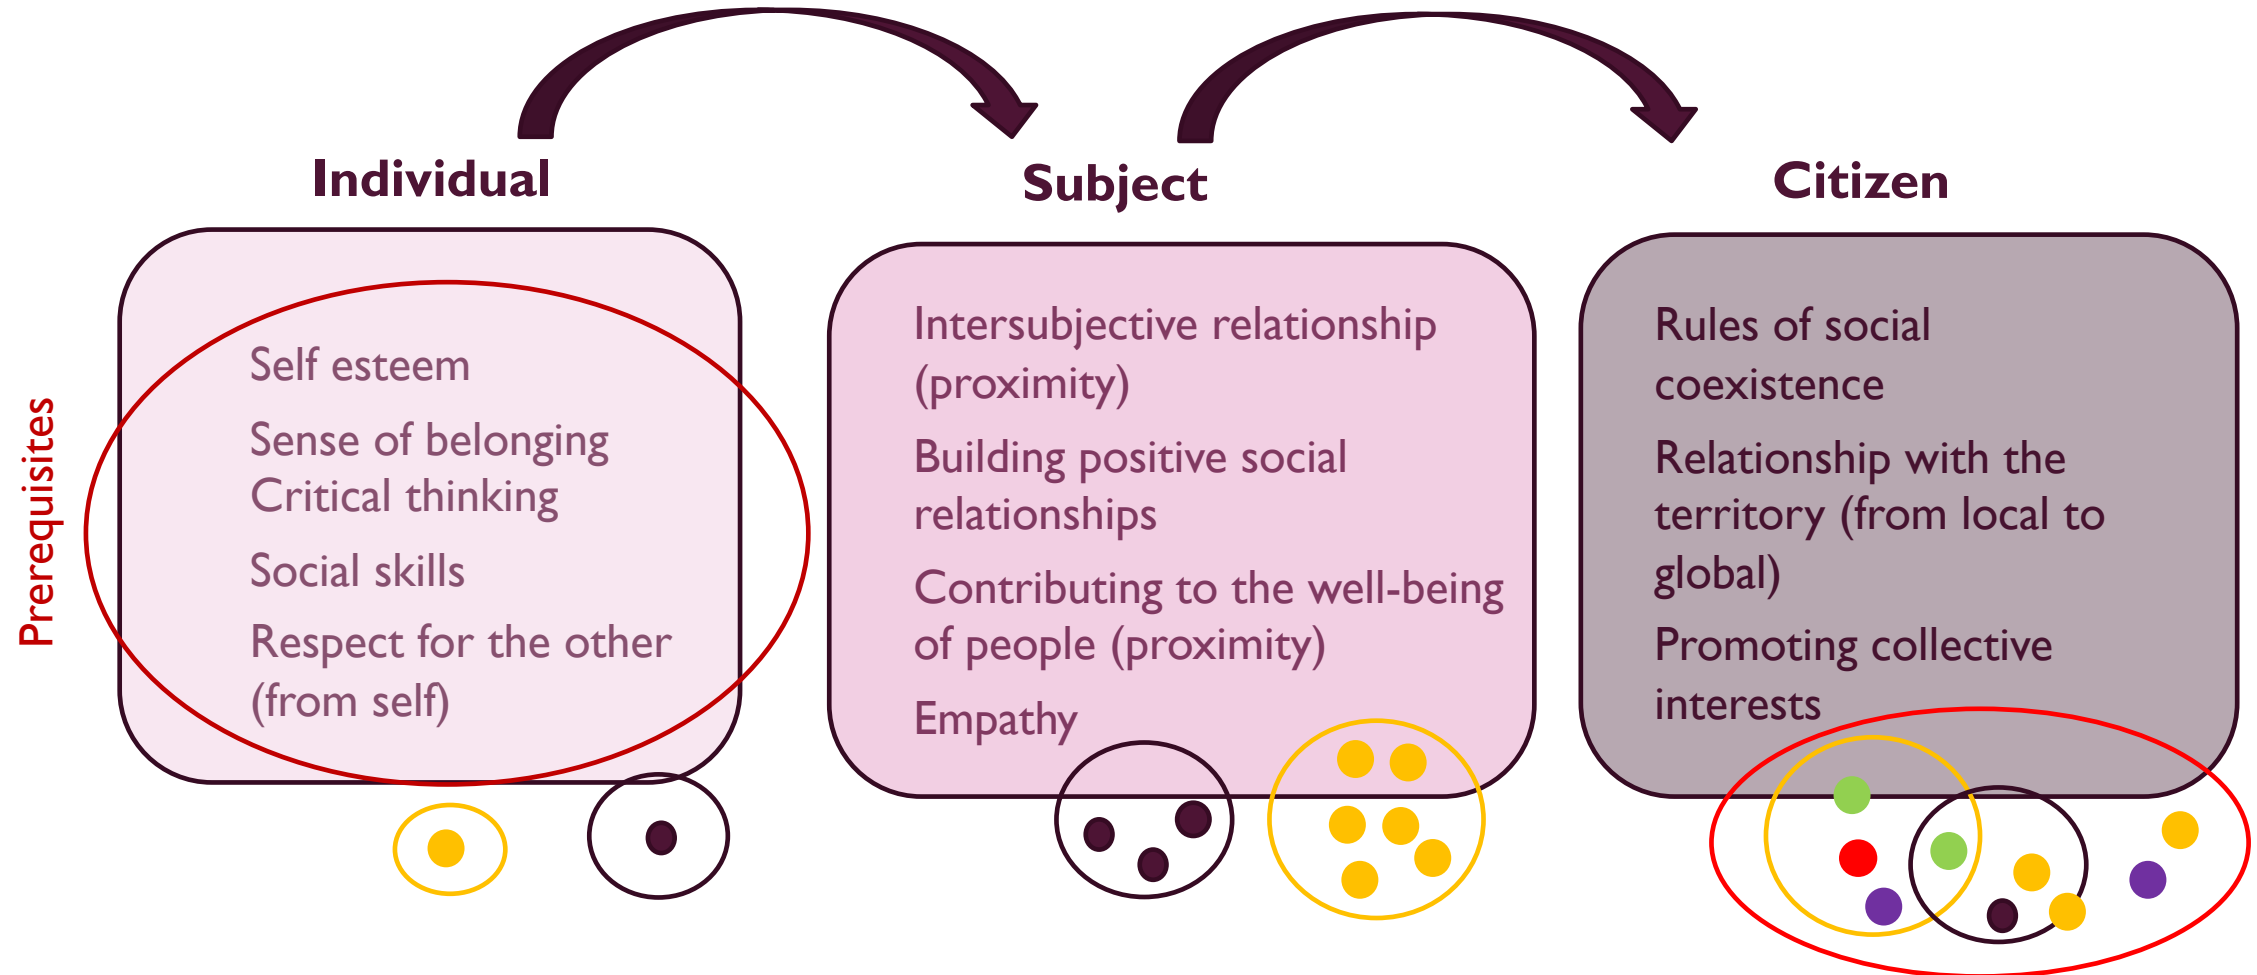 Individual
Subject
Citizen
Prerequisites
Self esteem
Sense of belonging
Critical thinking
Social skills
Respect for the other
(from self)
Intersubjective relationship
(proximity)
Building positive social
relationships
Contributing to the well-being
of people (proximity)
Empathy
Rules of social
coexistence
Relationship with the
territory (from local to
global)
Promoting collective
interests